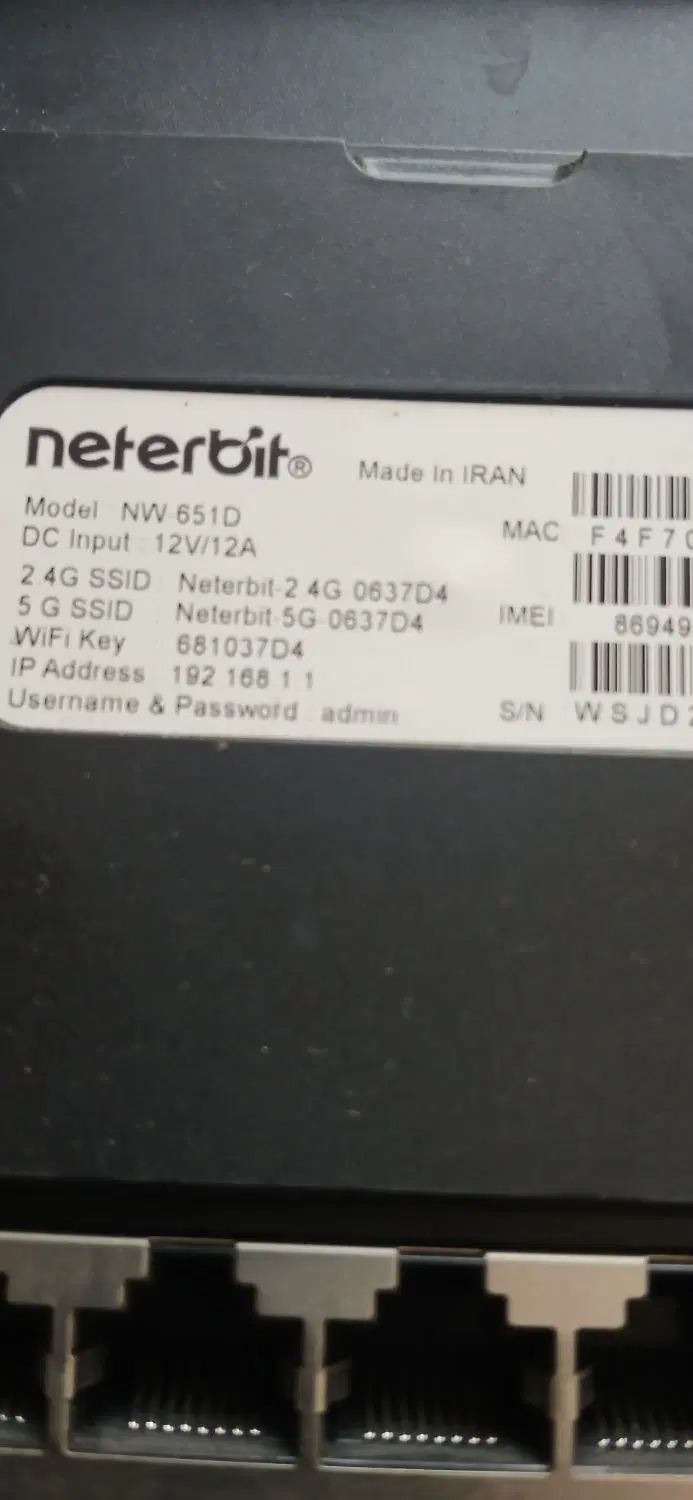 neterbit®
Made In IRAN
Model NW-651D
DC Input : 12V/12A
2.4G SSID Neterbit-2.4G-0637D4
5 G SSID Neterbit-5G-0637D4
WiFi Key 681037D4
IP Address 192.168.1.1
Username & Password : admin
MAC F4F70
IMEI 86949
S/N WSJD2